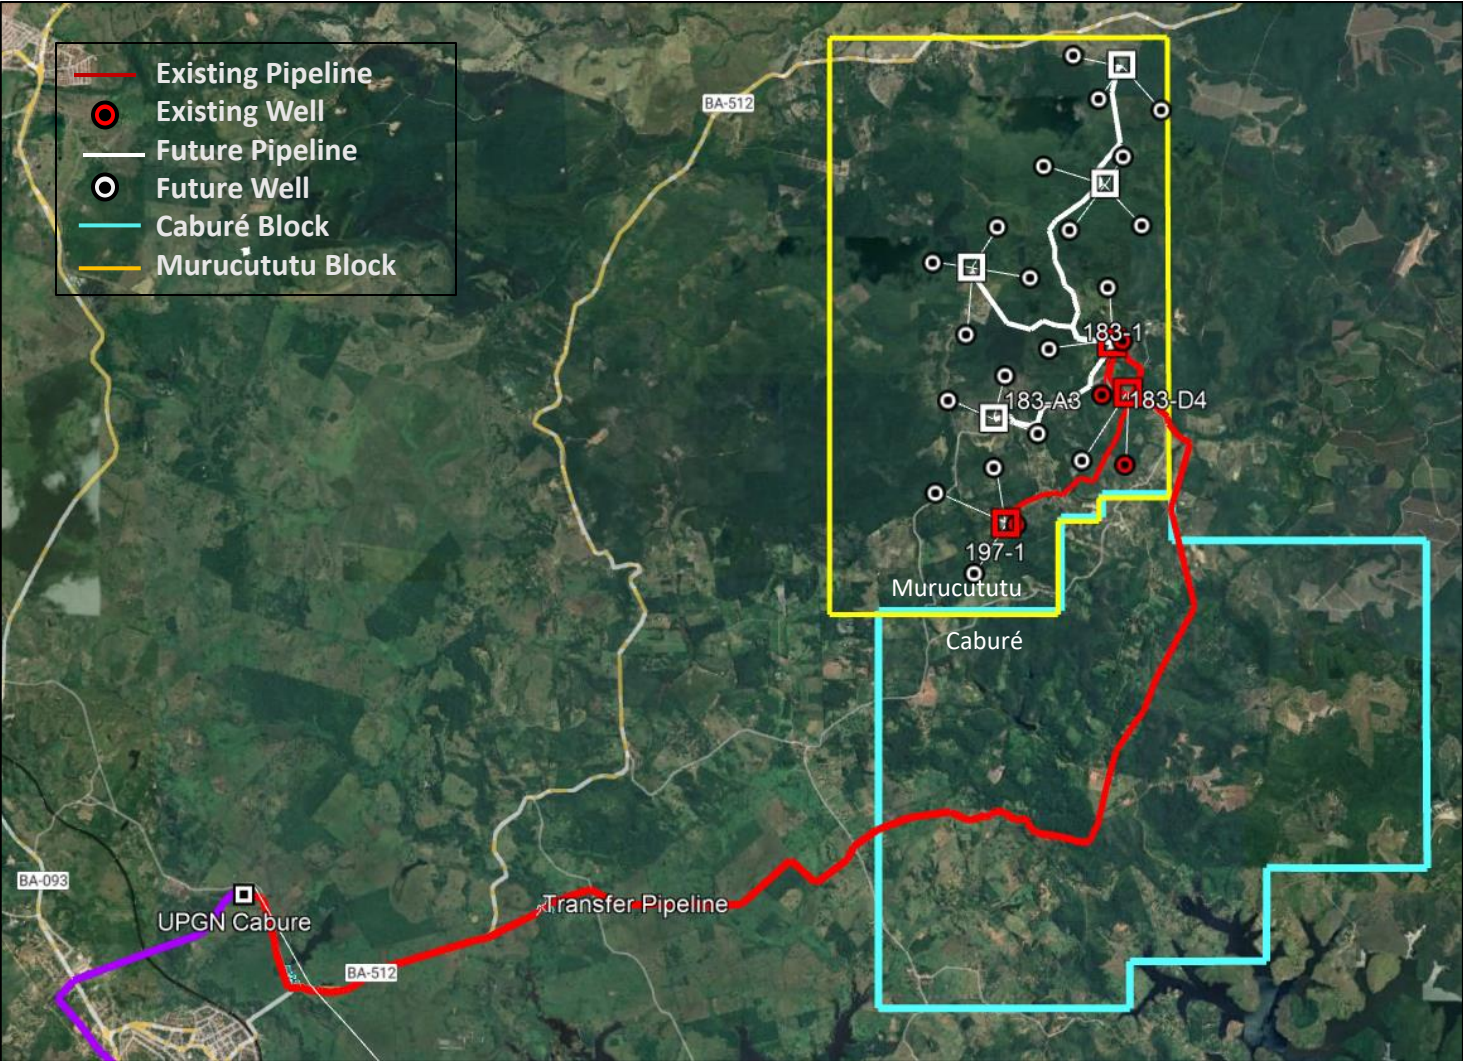 Existing Pipeline
Existing Well
Future Pipeline
Future Well
Caburé Block
Murucututu Block
BA-512
183-1
183-A3
183-D4
197-1
Murucututu
Caburé
BA-093
UPGN Cabure
Transfer Pipeline
BA-512